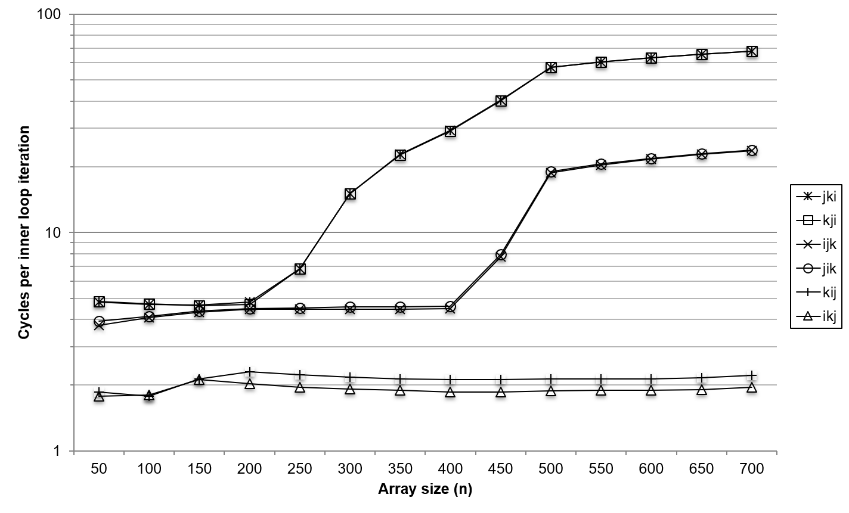 100
10
1
Cycles per inner loop iteration
50 100 150 200 250 300 350 400 450 500 550 600 650 700
Array size (n)
jki
kji
ijk
jik
kij
ikj